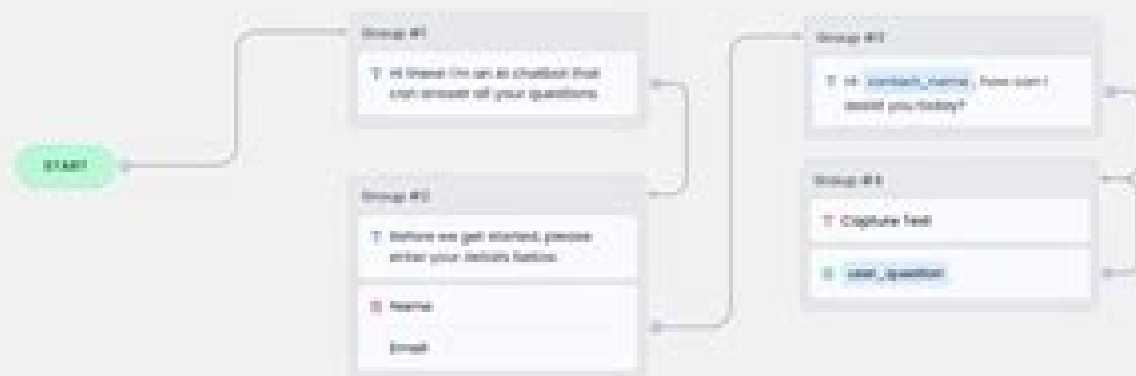 START
Group #1
Hi there! I'm an AI chatbot that
can answer all your questions.
Group #2
Before we get started, please
enter your details below.
Name
Email
Group #3
Hi contact_name, how can I
assist you today?
Group #4
Capture Text
user_question